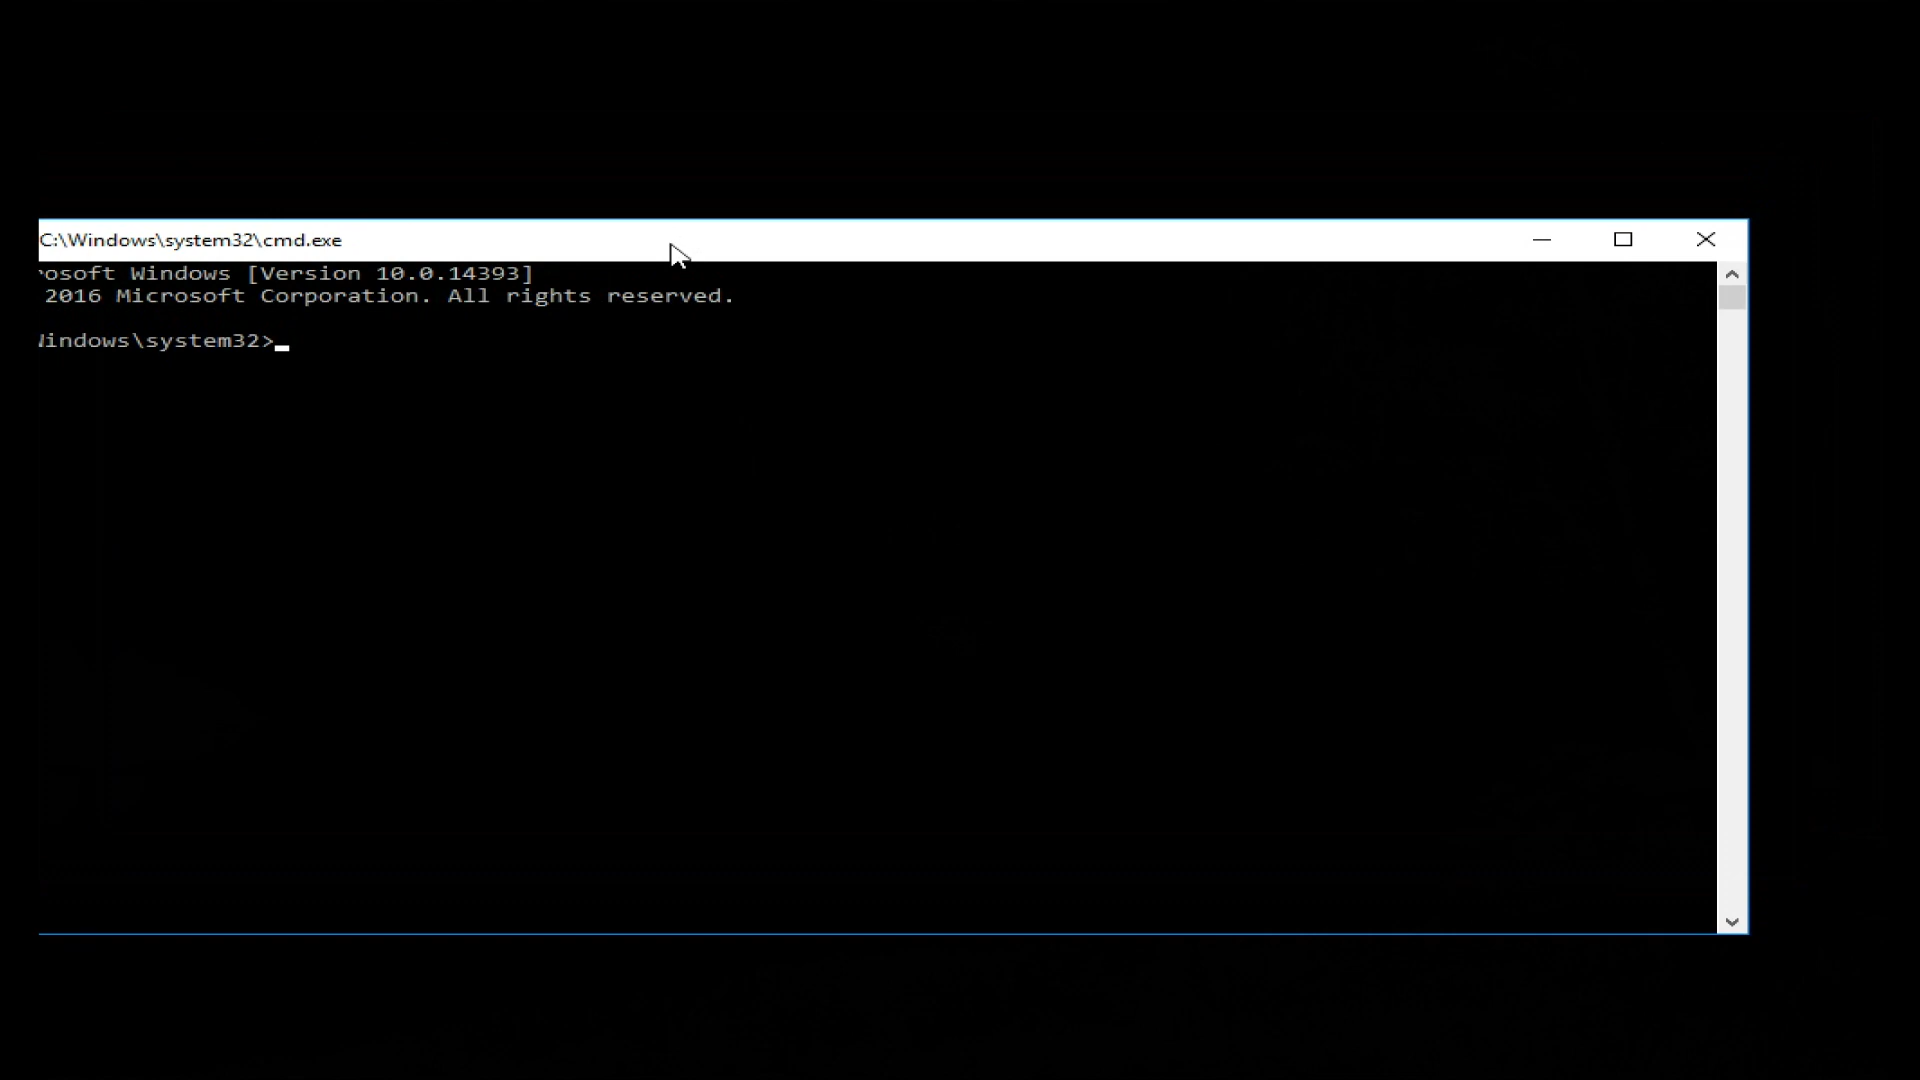 C:\Windows\system32\cmd.exe
rosoft Windows [Version 10.0.14393]
2016 Microsoft Corporation. All rights reserved.
Windows\system32>